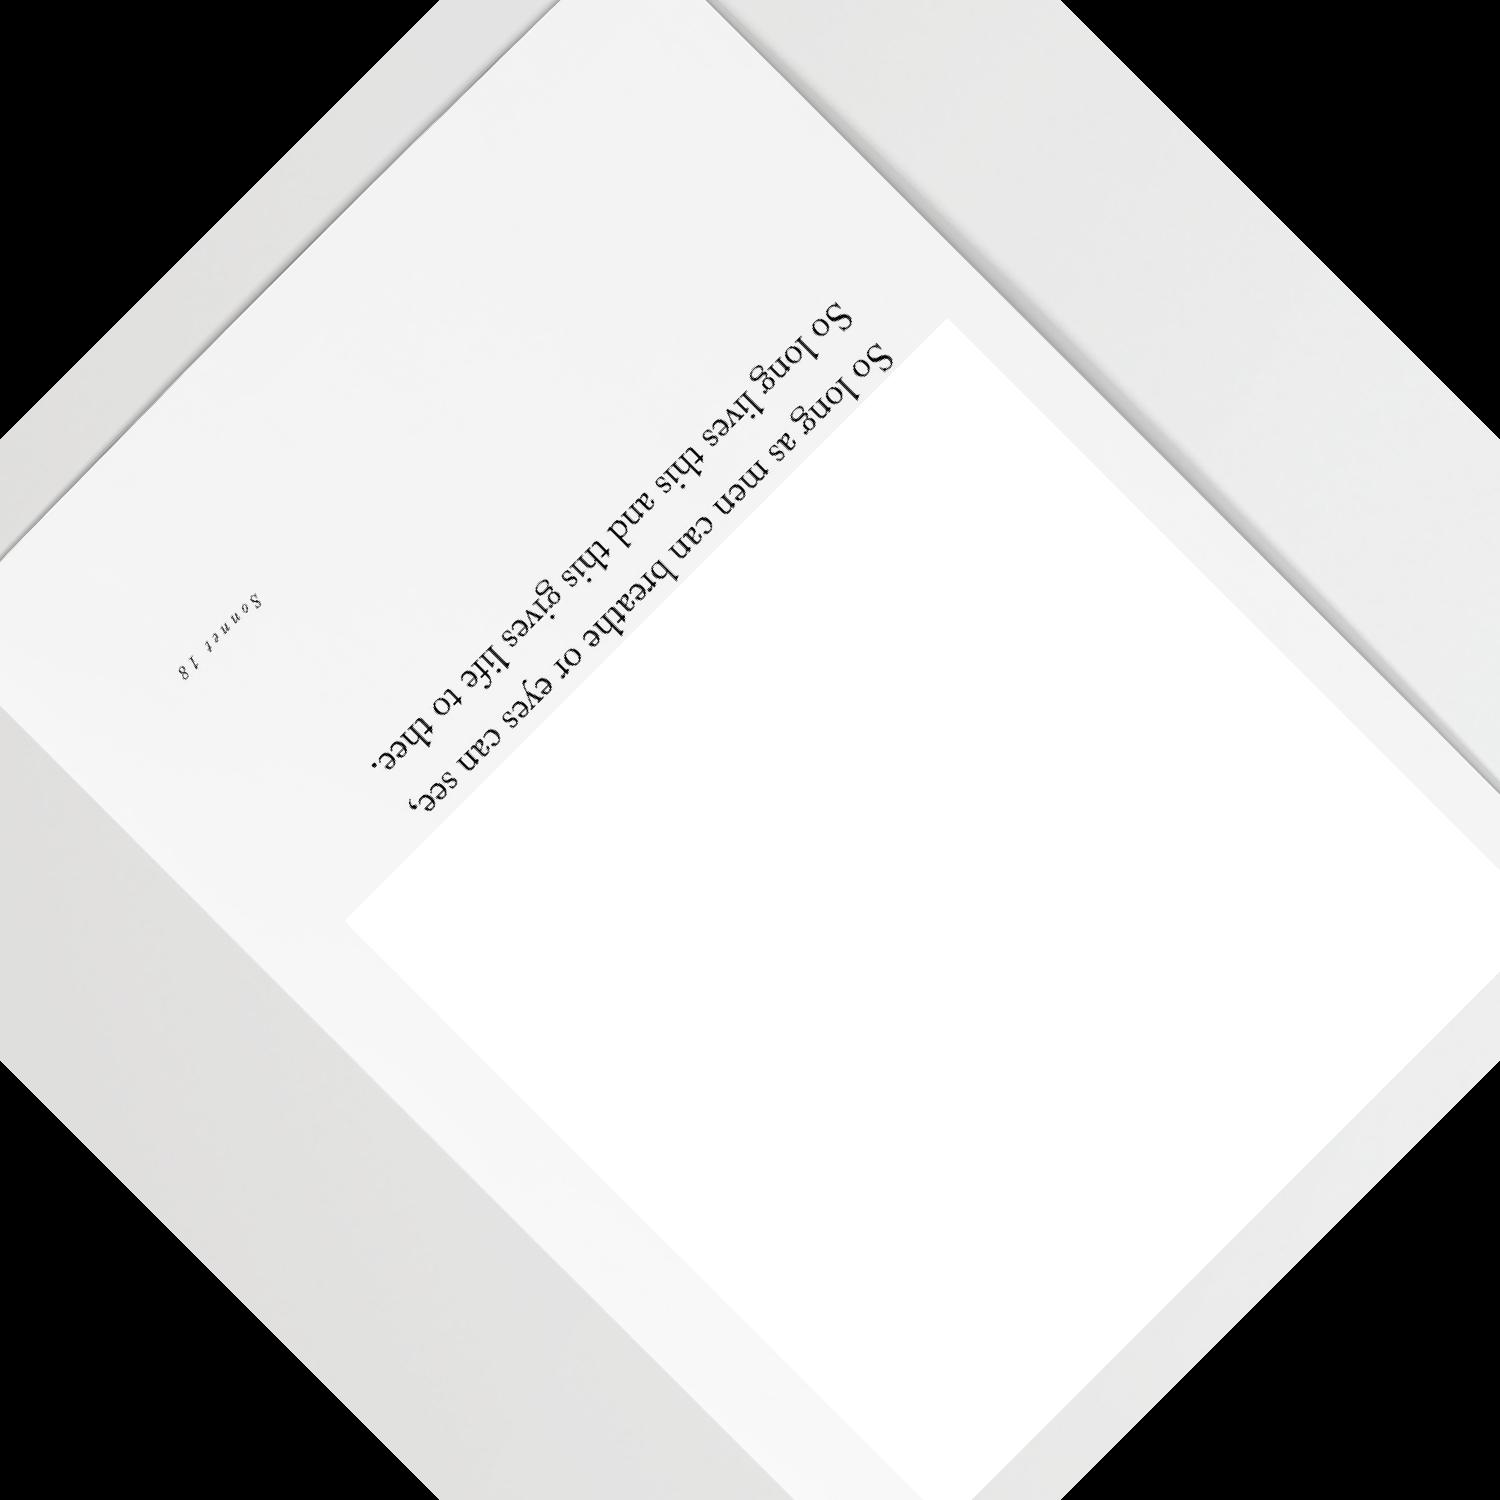 So long as men can breathe or eyes can see,
So long lives this and this gives life to thee.
Sonnet 18